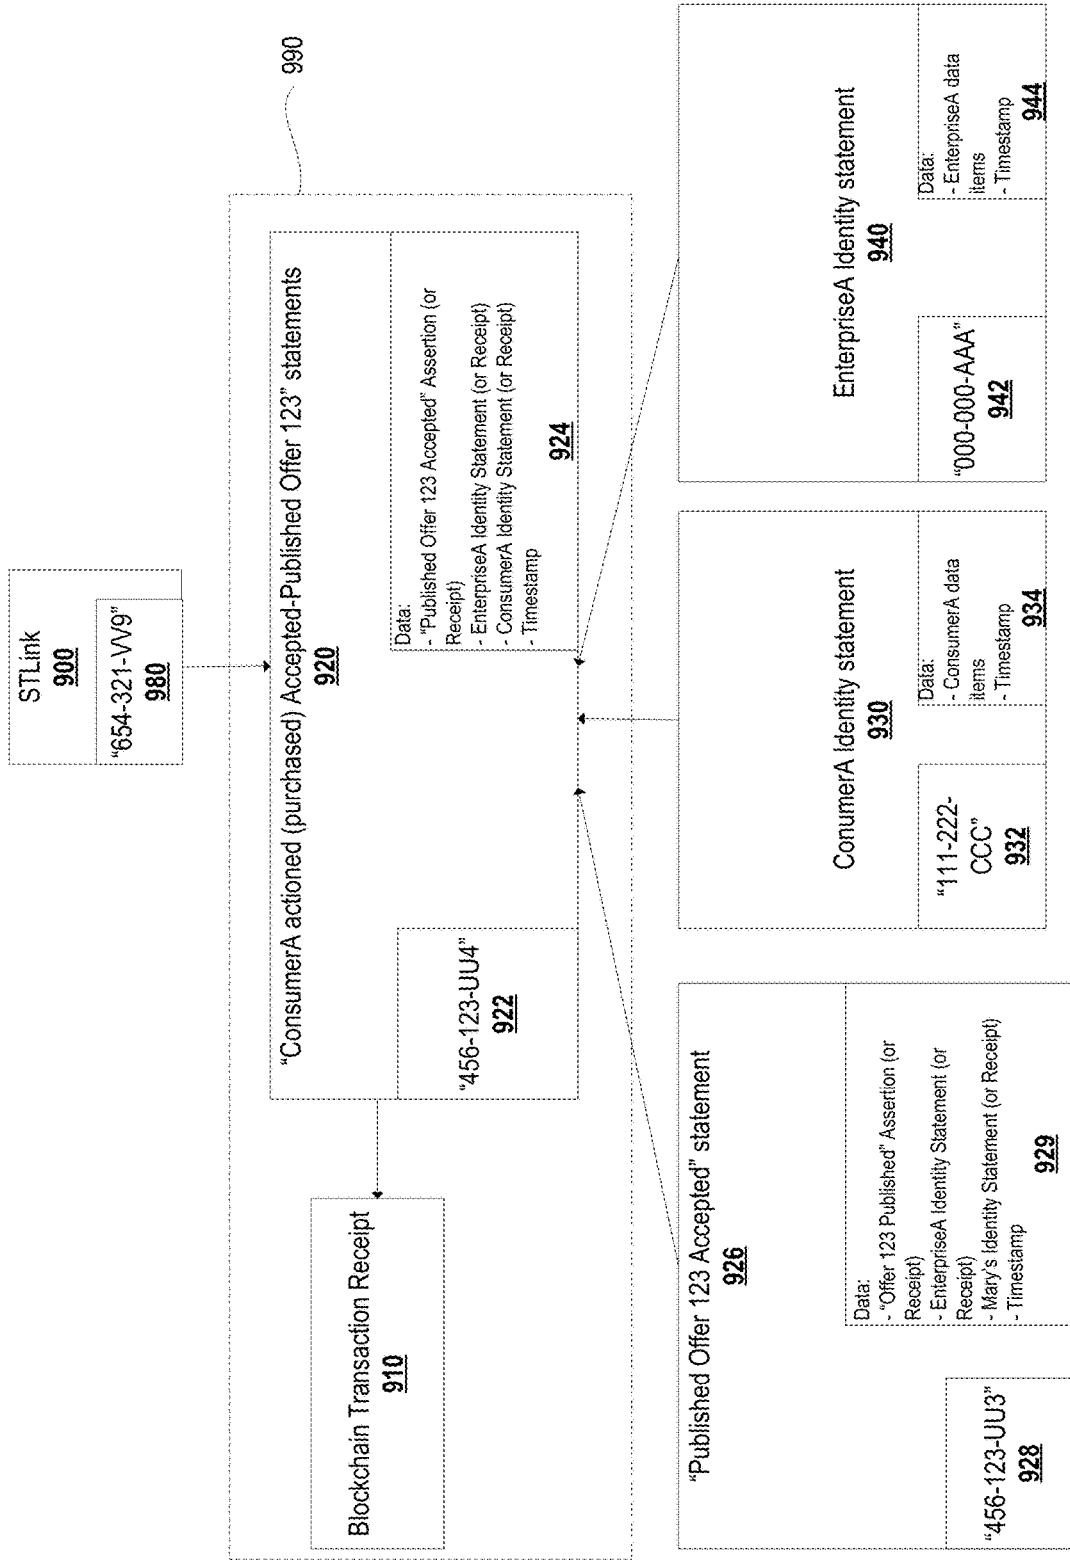 STLink
900
“654-321-VV9”
980
990
“ConsumerA actioned (purchased) Accepted-Published Offer 123” statements
920
Blockchain Transaction Receipt
910
“456-123-UU4”
922
Data:
- “Published Offer 123 Accepted” Assertion (or
Receipt)
- EnterpriseA Identity Statement (or Receipt)
- ConsumerA Identity Statement (or Receipt)
- Timestamp
924
“Published Offer 123 Accepted” statement
926
“456-123-UU3”
928
Data:
- “Offer 123 Published” Assertion (or
Receipt)
- EnterpriseA Identity Statement (or
Receipt)
- Mary’s Identity Statement (or Receipt)
- Timestamp
929
ConumerA Identity statement
930
“111-222-
CCC”
932
Data:
- ConsumerA data
items
- Timestamp
934
EnterpriseA Identity statement
940
“000-000-AAA”
942
Data:
- EnterpriseA data
items
- Timestamp
944